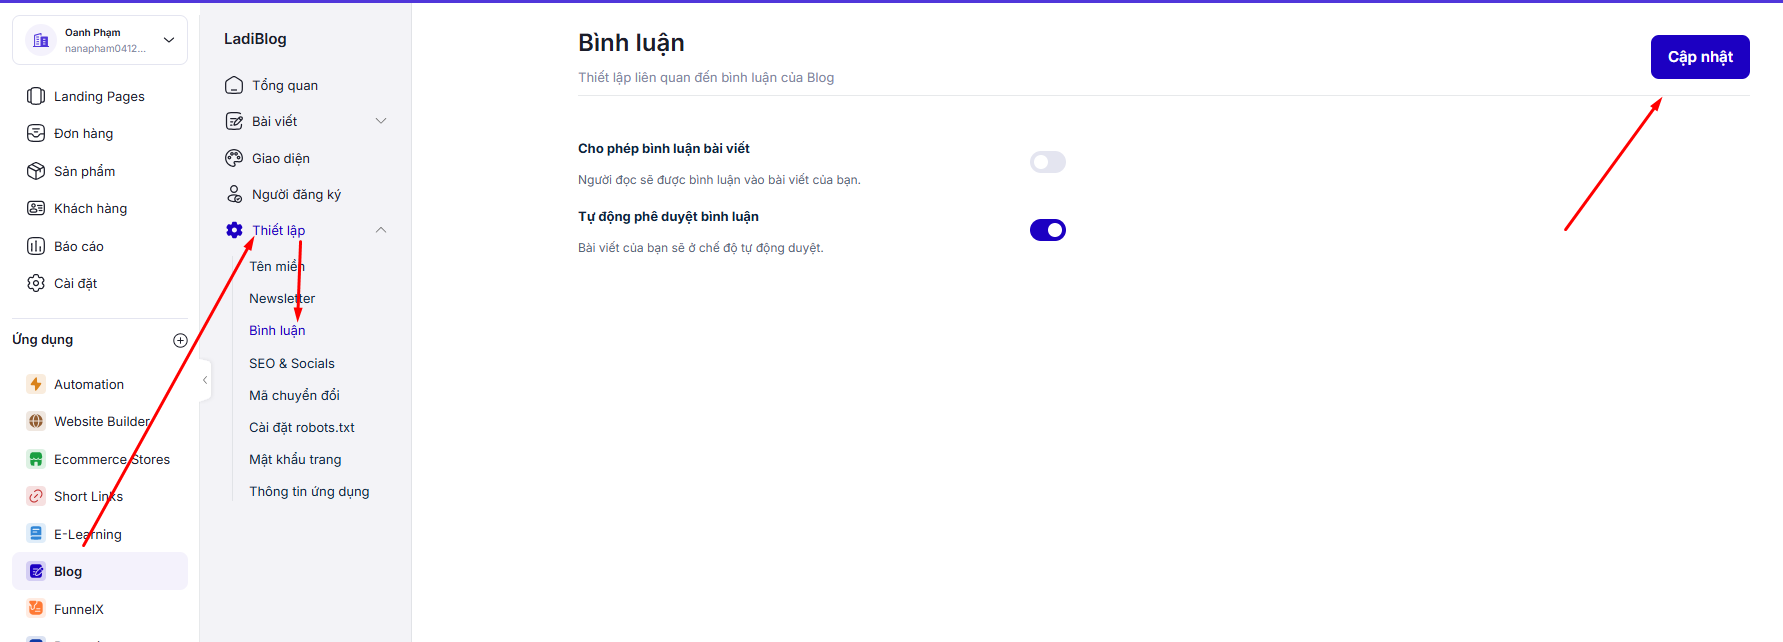 Oanh Phạm
nanapham0412...
Landing Pages
Đơn hàng
Sản phẩm
Khách hàng
Báo cáo
Cài đặt
Ứng dụng
Automation
Website Builder
Ecommerce Stores
Short Links
E-Learning
Blog
FunnelX
LadiBlog
Tổng quan
Bài viết
Giao diện
Người đăng ký
Thiết lập
Tên miền
Newsletter
Bình luận
SEO & Socials
Mã chuyển đổi
Cài đặt robots.txt
Mật khẩu trang
Thông tin ứng dụng
Bình luận
Thiết lập liên quan đến bình luận của Blog
Cập nhật
Cho phép bình luận bài viết
Người đọc sẽ được bình luận vào bài viết của bạn.
Tự động phê duyệt bình luận
Bài viết của bạn sẽ ở chế độ tự động duyệt.